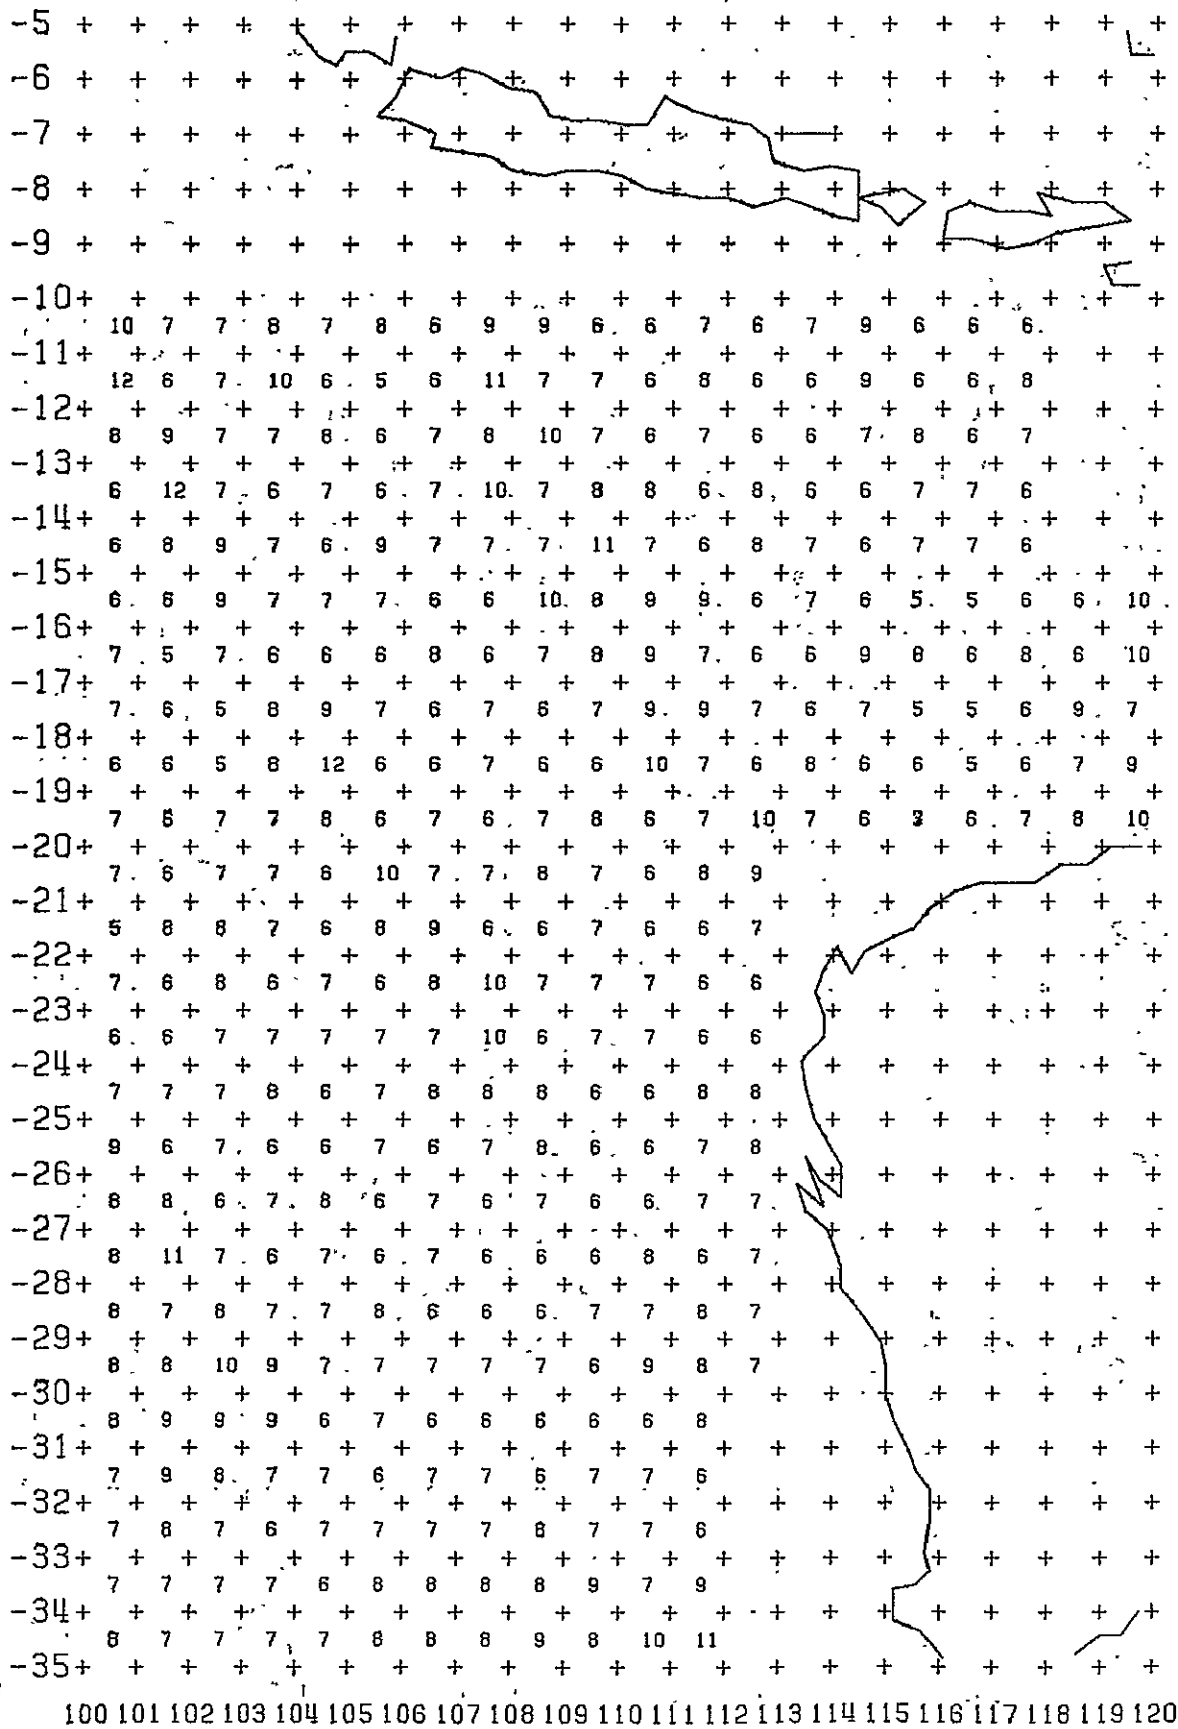 -5 + + + + + + + + + + + + + + + + + + + + +
-6 + + + + + + + + + + + + + + + + + + + + +
-7 + + + + + + + + + + + + + + + + + + + + +
-8 + + + + + + + + + + + + + + + + + + + + +
-9 + + + + + + + + + + + + + + + + + + + + +
-10+ + + + + + + + + + + + + + + + + + + + +
10 7 7 8 7 8 6 9 9 6 6 7 6 7 9 6 6 6
-11+ + + + + + + + + + + + + + + + + + + + +
12 6 7 10 6 5 6 11 7 7 6 8 6 6 9 6 6 8
-12+ + + + + + + + + + + + + + + + + + + + +
8 9 7 7 8 6 7 8 10 7 6 7 6 6 7 8 6 7
-13+ + + + + + + + + + + + + + + + + + + + +
6 12 7 6 7 6 7 10 7 8 8 6 8 6 6 7 7 6
-14+ + + + + + + + + + + + + + + + + + + + +
6 8 9 7 6 9 7 7 7 11 7 6 8 7 6 7 7 6
-15+ + + + + + + + + + + + + + + + + + + + +
6 6 9 7 7 7 6 6 10 8 9 9 6 7 6 5 5 6 6 10
-16+ + + + + + + + + + + + + + + + + + + + +
7 5 7 6 6 6 8 6 7 8 9 7 6 6 9 8 6 8 6 10
-17+ + + + + + + + + + + + + + + + + + + + +
7 6 5 8 9 7 6 7 6 7 9 9 7 6 7 5 5 6 9 7
-18+ + + + + + + + + + + + + + + + + + + + +
6 6 5 8 12 6 6 7 6 6 10 7 6 8 6 6 5 6 7 9
-19+ + + + + + + + + + + + + + + + + + + + +
7 6 7 7 8 6 7 6 7 8 6 7 10 7 6 3 6 7 8 10
-20+ + + + + + + + + + + + + + + + + + + + +
7 6 7 7 6 10 7 7 8 7 6 8 9
-21+ + + + + + + + + + + + + + + + + + + + +
5 8 8 7 6 8 9 6 6 7 6 6 7
-22+ + + + + + + + + + + + + + + + + + + + +
7 6 8 6 7 6 8 10 7 7 7 6 6
-23+ + + + + + + + + + + + + + + + + + + + +
6 6 7 7 7 7 7 10 6 7 7 6 6
-24+ + + + + + + + + + + + + + + + + + + + +
7 7 7 8 6 7 8 8 8 6 6 8 8
-25+ + + + + + + + + + + + + + + + + + + + +
9 6 7 6 6 7 6 7 8 6 6 7 8
-26+ + + + + + + + + + + + + + + + + + + + +
8 8 6 7 8 6 7 6 7 6 6 7 7
-27+ + + + + + + + + + + + + + + + + + + + +
8 11 7 6 7 6 7 6 6 6 8 6 7
-28+ + + + + + + + + + + + + + + + + + + + +
8 7 8 7 7 8 6 6 6 7 7 8 7
-29+ + + + + + + + + + + + + + + + + + + + +
8 8 10 9 7 7 7 7 7 6 9 8 7
-30+ + + + + + + + + + + + + + + + + + + + +
8 9 9 9 6 7 6 6 6 6 6 8
-31+ + + + + + + + + + + + + + + + + + + + +
7 9 8 7 7 6 7 7 6 7 7 6
-32+ + + + + + + + + + + + + + + + + + + + +
7 8 7 6 7 7 7 7 8 7 7 6
-33+ + + + + + + + + + + + + + + + + + + + +
7 7 7 7 6 8 8 8 8 9 7 9
-34+ + + + + + + + + + + + + + + + + + + + +
8 7 7 7 7 8 8 8 9 8 10 11
-35+ + + + + + + + + + + + + + + + + + + + +
100 101 102 103 104 105 106 107 108 109 110 111 112 113 114 115 116 117 118 119 120